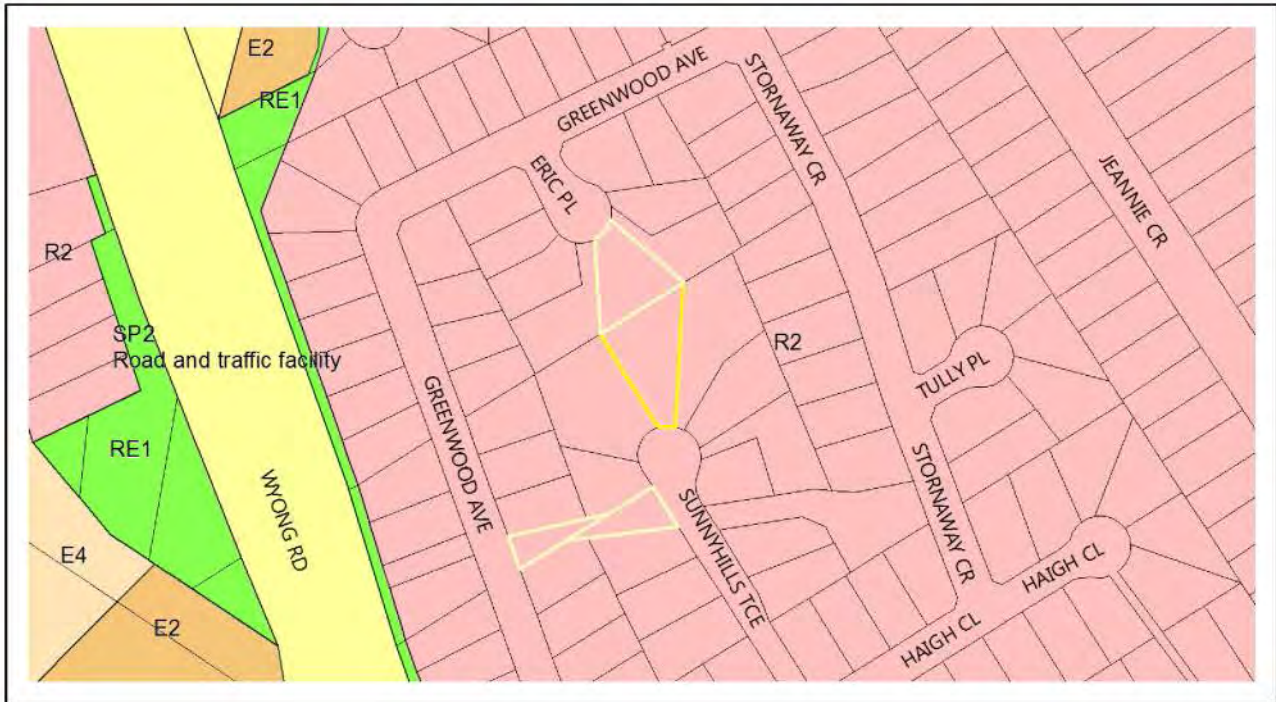 E2
RE1
GREENWOOD AVE
STORNAWAY CR
ERIC PL
JEANNIE CR
R2
SP2
Road and traffic facility
R2
TULLY PL
GREENWOOD AVE
RE1
WYONG RD
STORNAWAY CR
SUNNYHILLS TCE
E4
HAIGH CL
E2
HAIGH CL